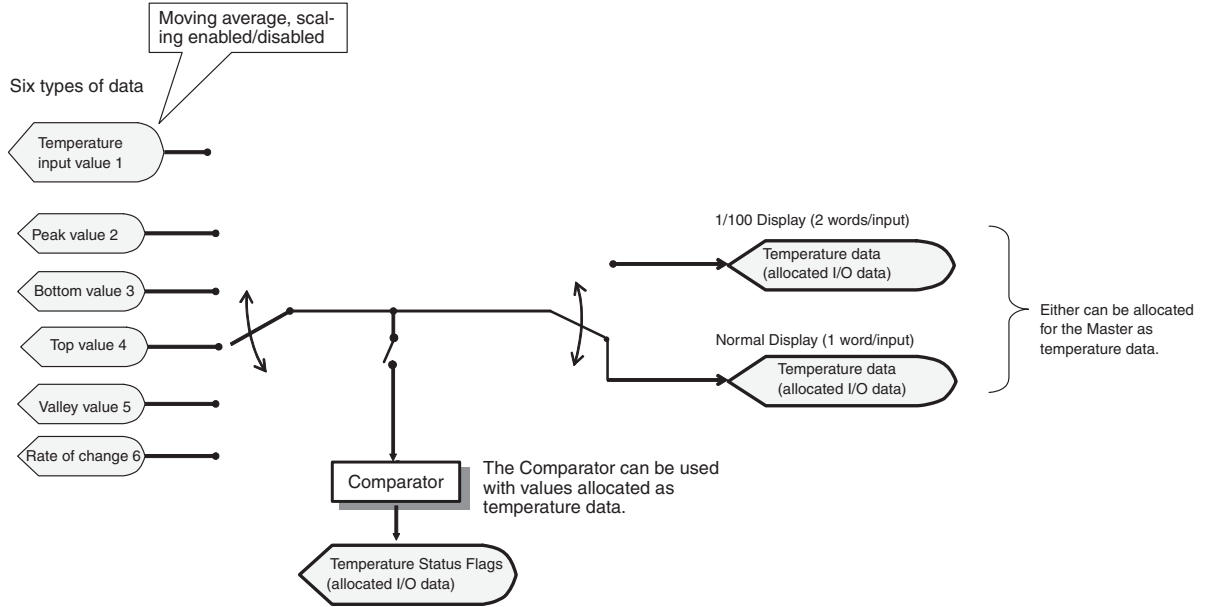 Moving average, scal-
ing enabled/disabled
Six types of data
Temperature
input value 1
Peak value 2
Bottom value 3
Top value 4
Valley value 5
Rate of change 6
1/100 Display (2 words/input)
Temperature data
(allocated I/O data)
Normal Display (1 word/input)
Temperature data
(allocated I/O data)
Either can be allocated
for the Master as
temperature data.
Comparator
The Comparator can be used
with values allocated as
temperature data.
Temperature Status Flags
(allocated I/O data)